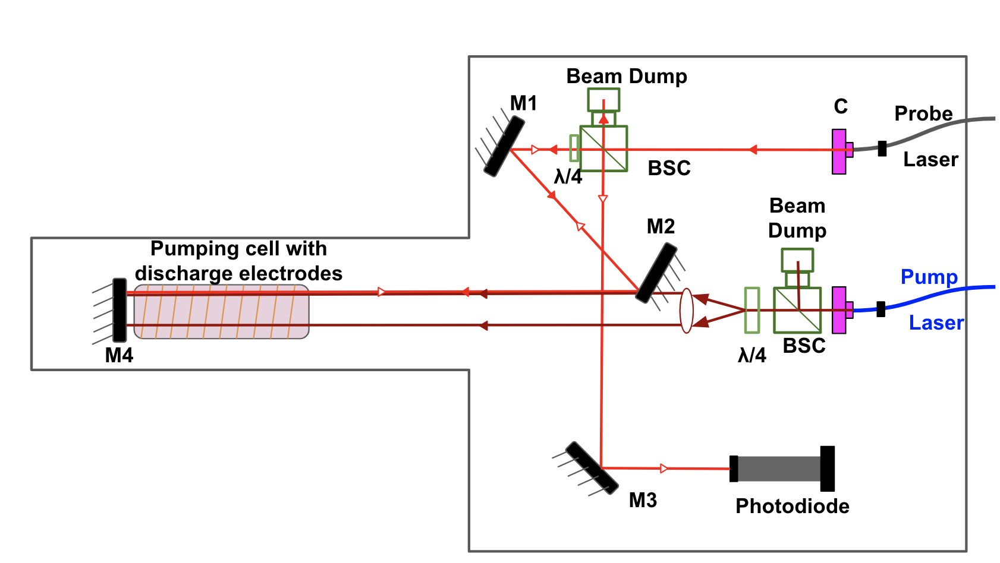 Beam Dump
M1
C
Probe
Laser
BSC
λ/4
Beam
Dump
M2
Pumping cell with
discharge electrodes
Pump
Laser
BSC
λ/4
M4
M3
Photodiode